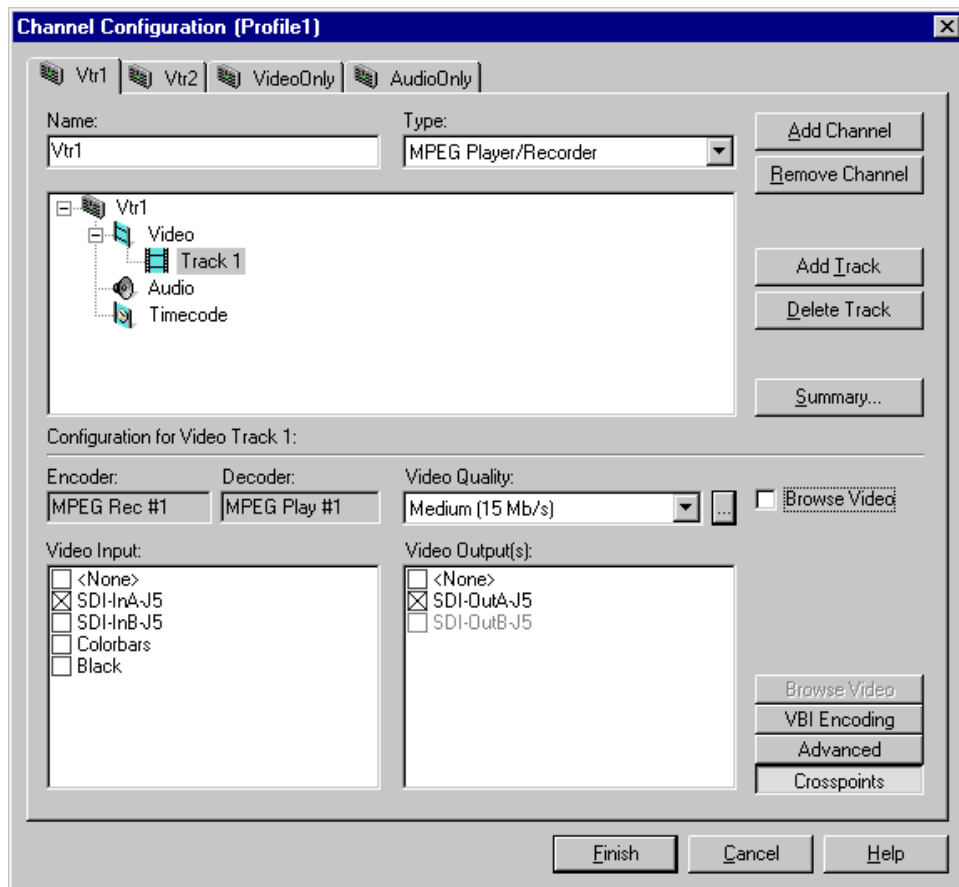 Channel Configuration (Profile1)
Vtr1 Vtr2 VideoOnly AudioOnly
Name: Type:
Vtr1 MPEG Player/Recorder
Add Channel
Remove Channel
Vtr1
Video
Track 1
Audio
Timecode
Add Track
Delete Track
Summary...
Configuration for Video Track 1:
Encoder: Decoder: Video Quality:
MPEG Rec #1 MPEG Play #1 Medium (15 Mb/s) ... Browse Video
Video Input: Video Output(s):
<None>
SDI-InA-J5
SDI-InB-J5
Colorbars
Black
<None>
SDI-OutA-J5
SDI-OutB-J5
Browse Video
VBI Encoding
Advanced
Crosspoints
Finish Cancel Help